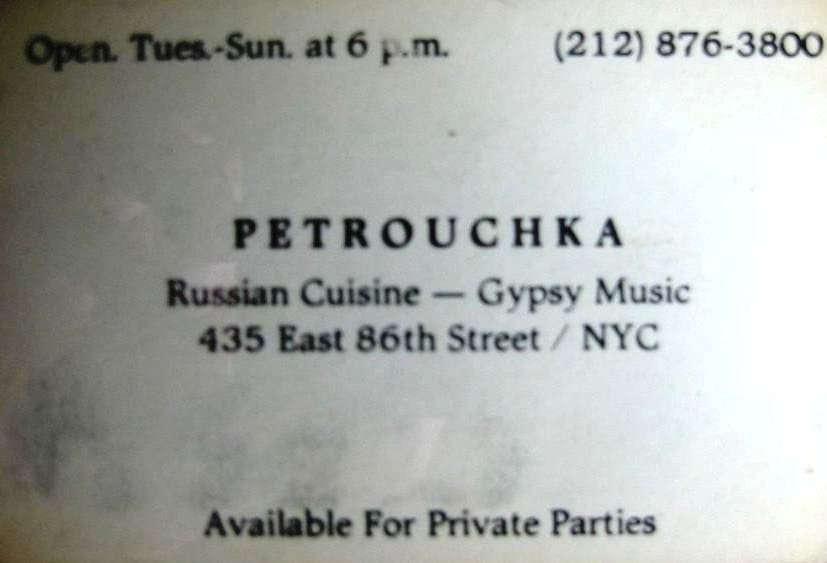 Open. Tues.-Sun. at 6 p.m. (212) 876-3800
PETROUCHKA
Russian Cuisine — Gypsy Music
435 East 86th Street / NYC
Available For Private Parties